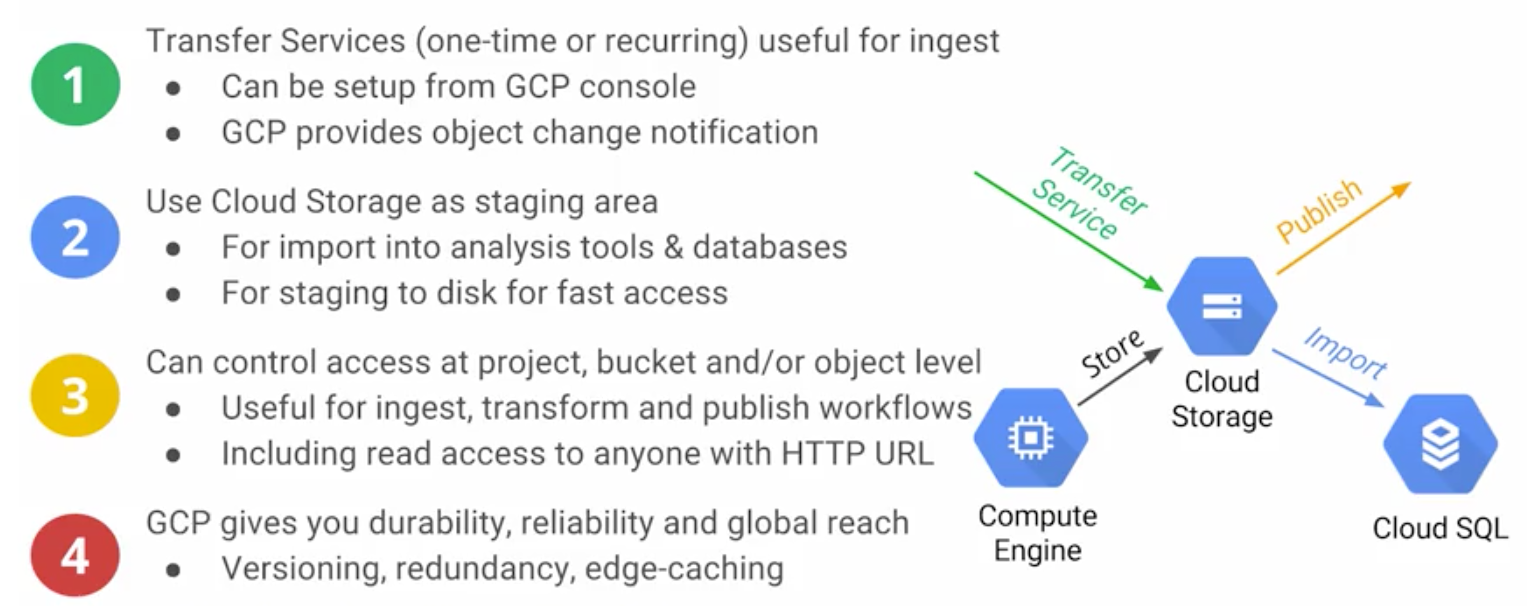 1
Transfer Services (one-time or recurring) useful for ingest
● Can be setup from GCP console
● GCP provides object change notification
2
Use Cloud Storage as staging area
● For import into analysis tools & databases
● For staging to disk for fast access
3
Can control access at project, bucket and/or object level
● Useful for ingest, transform and publish workflows
● Including read access to anyone with HTTP URL
4
GCP gives you durability, reliability and global reach
● Versioning, redundancy, edge-caching
Transfer
Service
Publish
Store
Cloud
Storage
Import
Compute
Engine
Cloud SQL